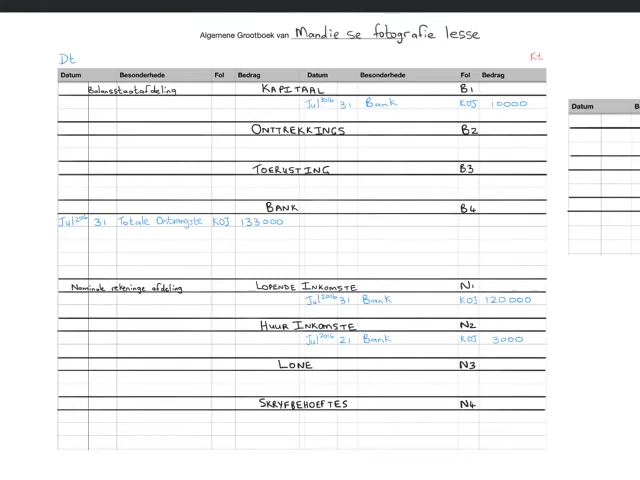 Algemene Grootboek van Mandie se fotografie lesse
Dt Kt
Datum Besonderhede Fol Bedrag Datum Besonderhede Fol Bedrag
Balansstaatafdeling KAPITAAL B1
Jul 2016 31 Bank KOJ 10000
ONTTREKKINGS B2
TOERUSTING B3
BANK B4
Jul 2016 31 Totale Ontvangste KOJ 133000
Nominale rekeninge afdeling LOPENDE INKOMSTE N1
Jul 2016 31 Bank KOJ 120000
HUUR INKOMSTE N2
Jul 2016 21 Bank KOJ 3000
LONE N3
SKRYFBEHOEFTES N4
Datum B